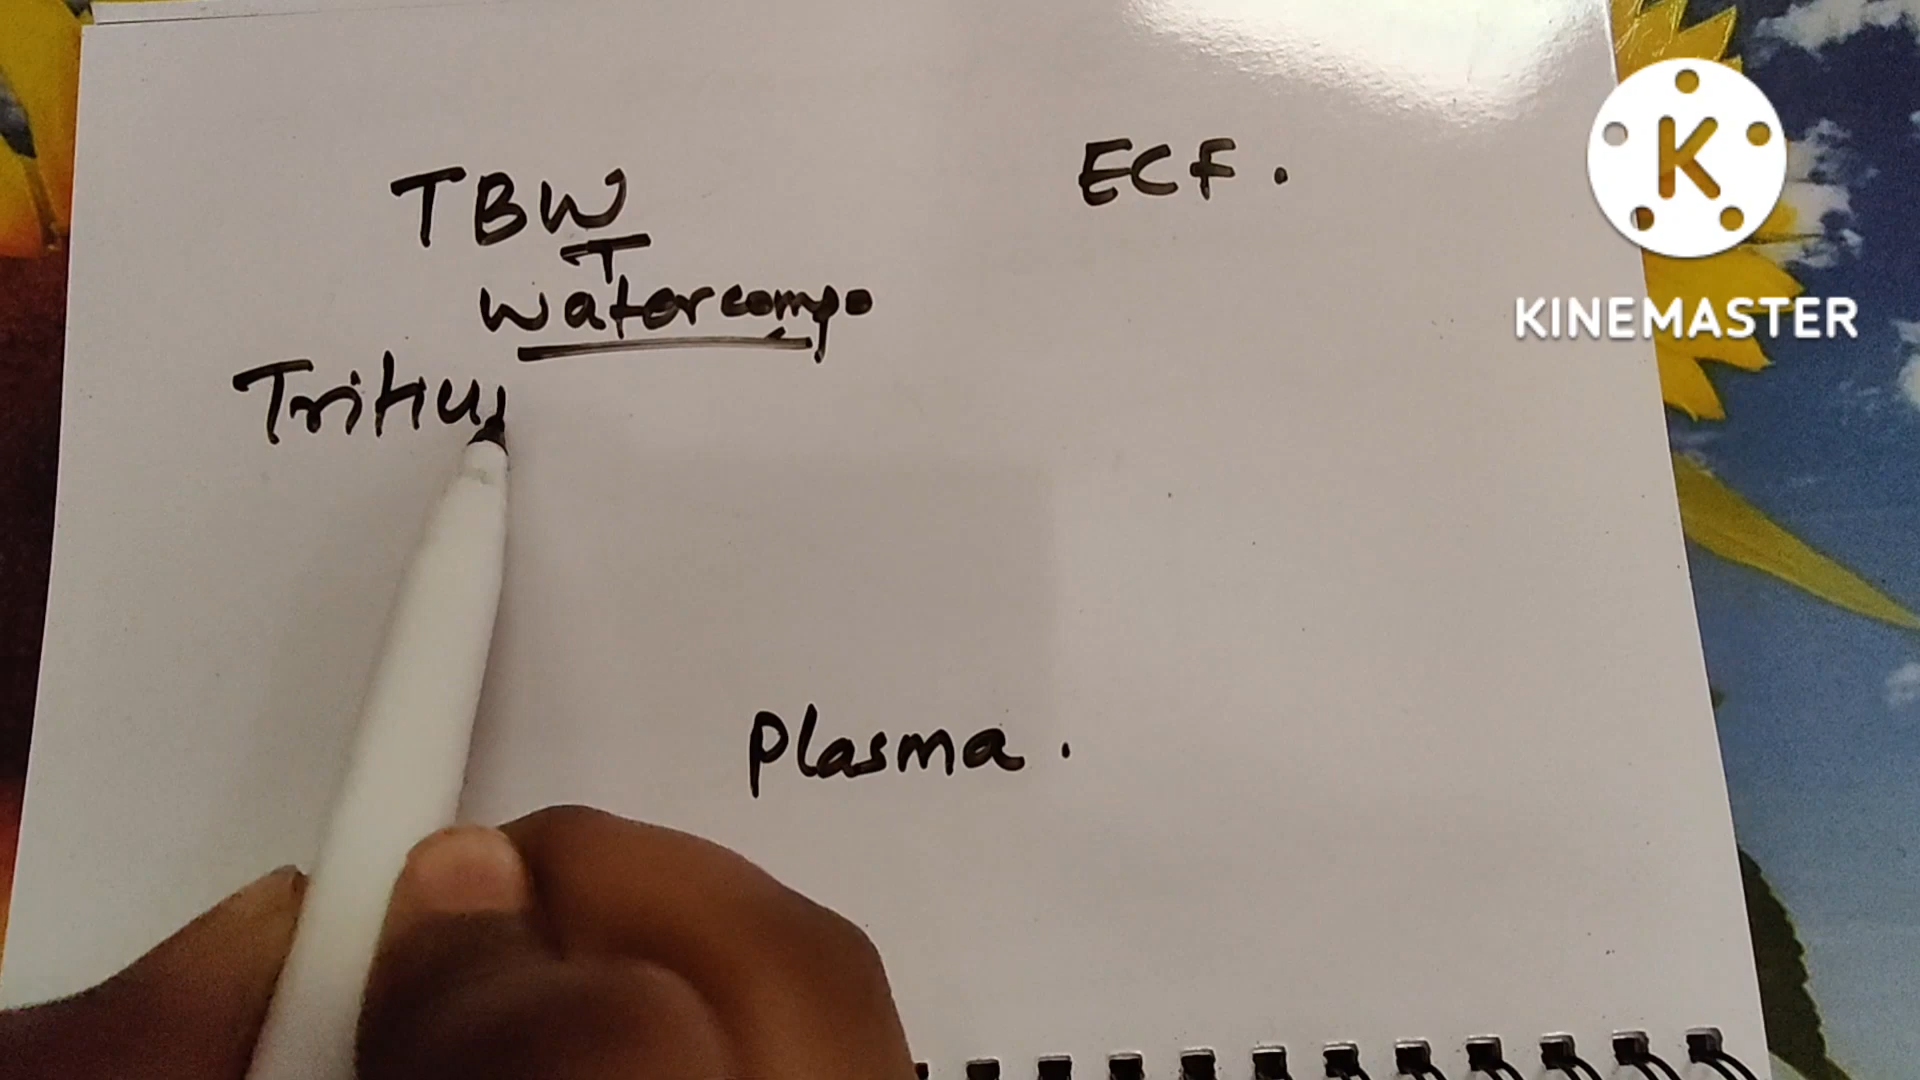 ECF.
TBW
T
watercompo
Tritiu
plasma.
K
KINEMASTER